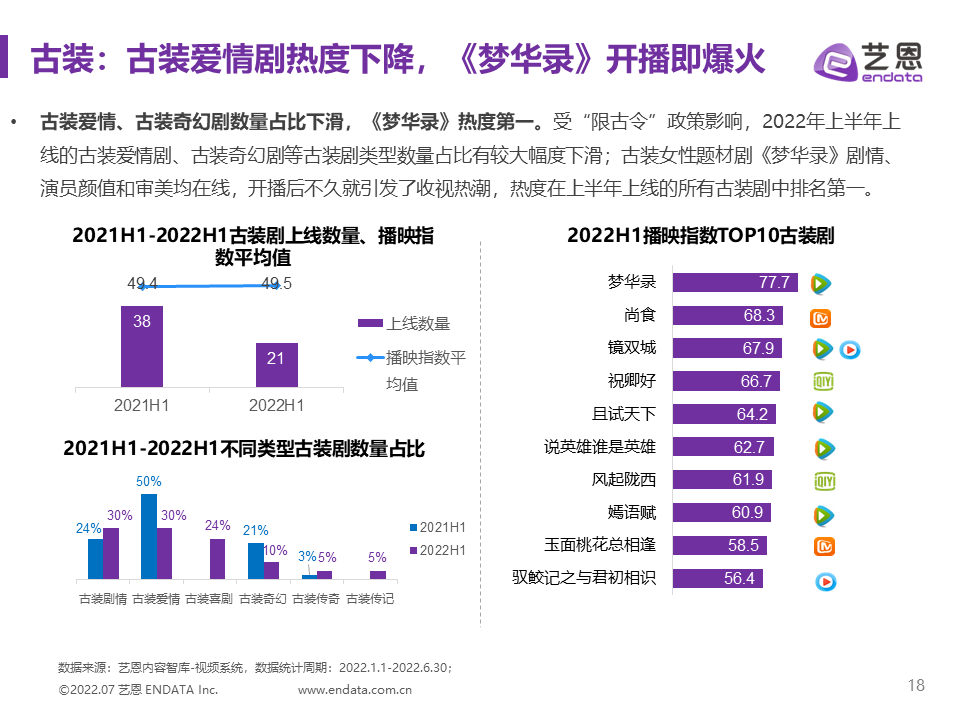 古装：古装爱情剧热度下降，《梦华录》开播即爆火
艺恩
endata
• 古装爱情、古装奇幻剧数量占比下滑，《梦华录》热度第一。受“限古令”政策影响，2022年上半年上
线的古装爱情剧、古装奇幻剧等古装剧类型数量占比有较大幅度下滑；古装女性题材剧《梦华录》剧情、
演员颜值和审美均在线，开播后不久就引发了收视热潮，热度在上半年上线的所有古装剧中排名第一。
2021H1-2022H1古装剧上线数量、播映指
数平均值
49.4 49.5
38
21
上线数量
播映指数平
均值
2021H1 2022H1
2021H1-2022H1不同类型古装剧数量占比
24% 30% 50% 30% 24% 21% 10% 3% 5% 5%
2021H1
2022H1
古装剧情 古装爱情 古装喜剧 古装奇幻 古装传奇 古装传记
2022H1播映指数TOP10古装剧
梦华录 77.7
尚食 68.3
镜双城 67.9
祝卿好 66.7 QIY
且试天下 64.2
说英雄谁是英雄 62.7
风起陇西 61.9 QIY
嫣语赋 60.9
玉面桃花总相逢 58.5
驭鲛记之与君初相识 56.4
数据来源：艺恩内容智库-视频系统，数据统计周期：2022.1.1-2022.6.30；
©2022.07 艺恩 ENDATA Inc. www.endata.com.cn
18